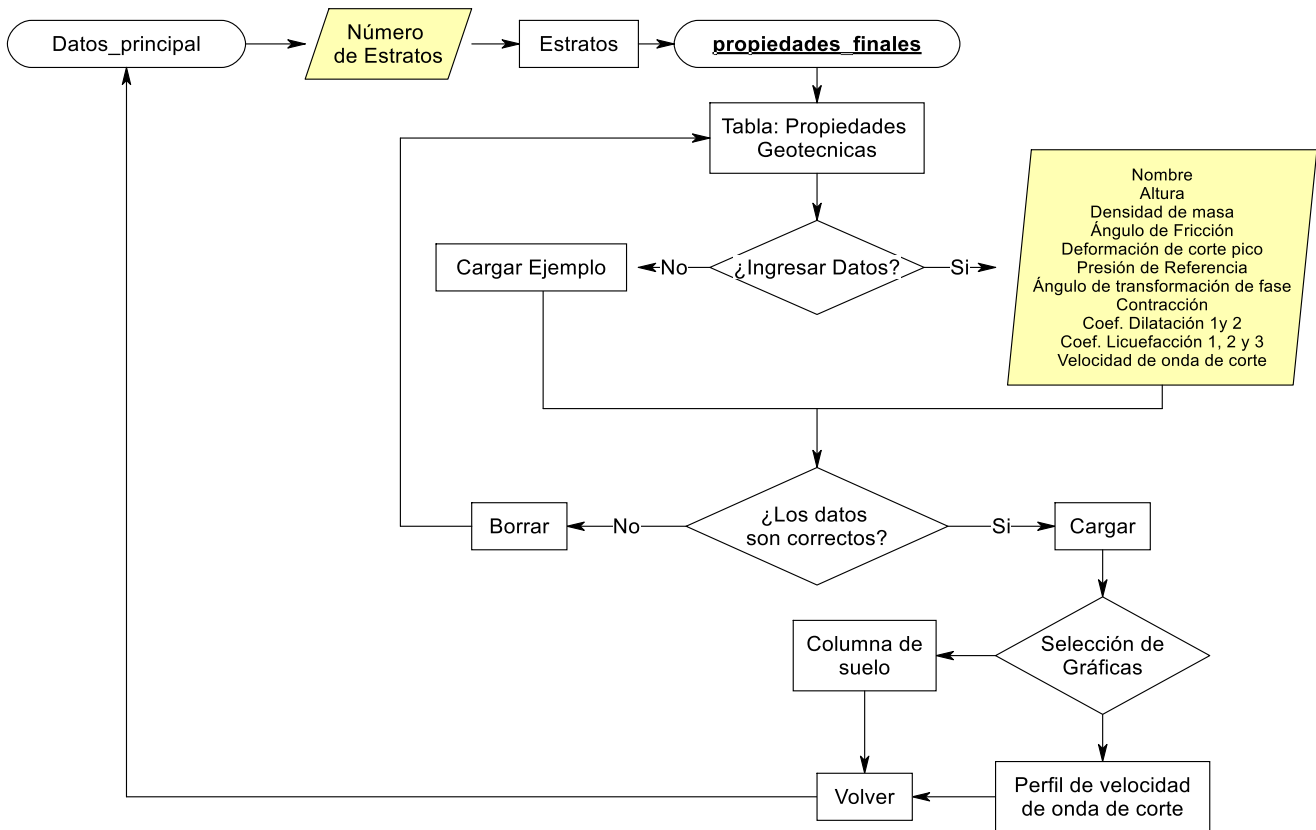 Datos_principal
Número
de Estratos
Estratos
propiedades_finales
Tabla: Propiedades
Geotecnicas
Nombre
Altura
Densidad de masa
Ángulo de Fricción
Deformación de corte pico
Presión de Referencia
Ángulo de transformación de fase
Contracción
Coef. Dilatación 1y 2
Coef. Licuefacción 1, 2 y 3
Velocidad de onda de corte
Cargar Ejemplo
No
¿Ingresar Datos?
Si
Borrar
No
¿Los datos
son correctos?
Si
Cargar
Columna de
suelo
Selección de
Gráficas
Volver
Perfil de velocidad
de onda de corte